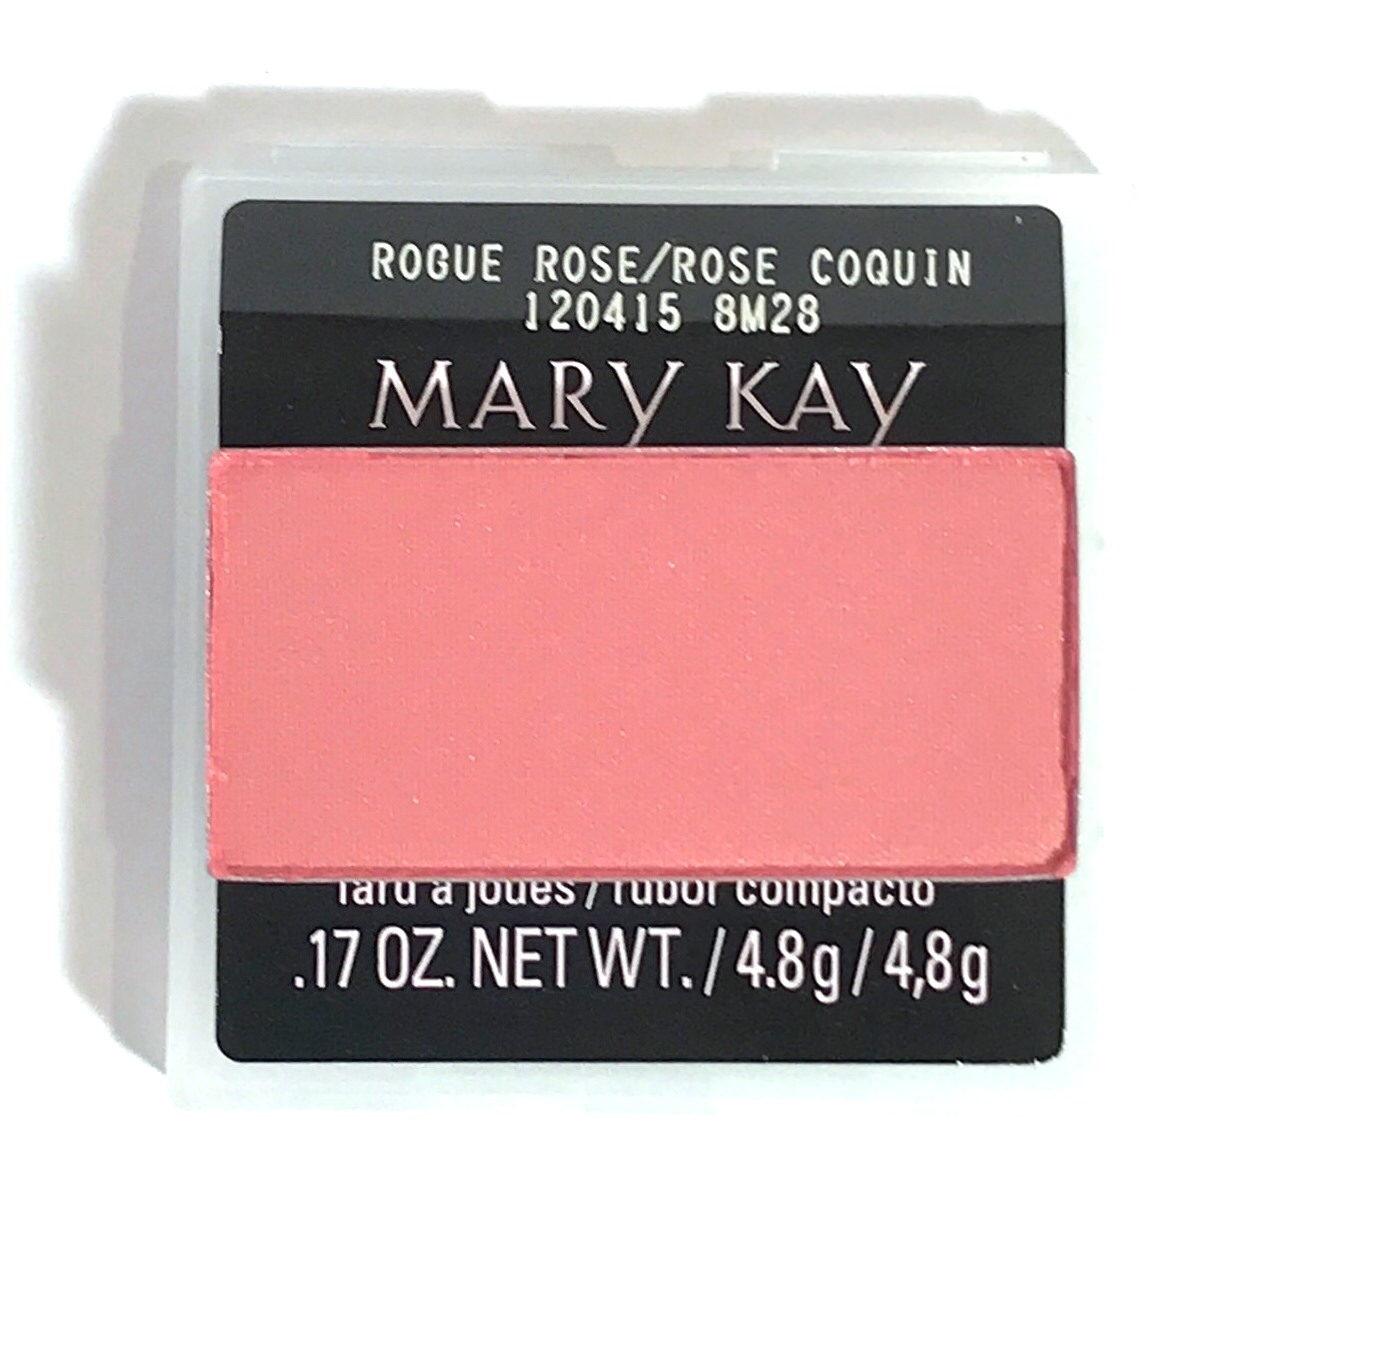 ROGUE ROSE/ROSE COQUIN
120415 8M28
MARY KAY
fard à joues / rubor compacto
.17 OZ. NET WT. / 4.8g / 4,8g